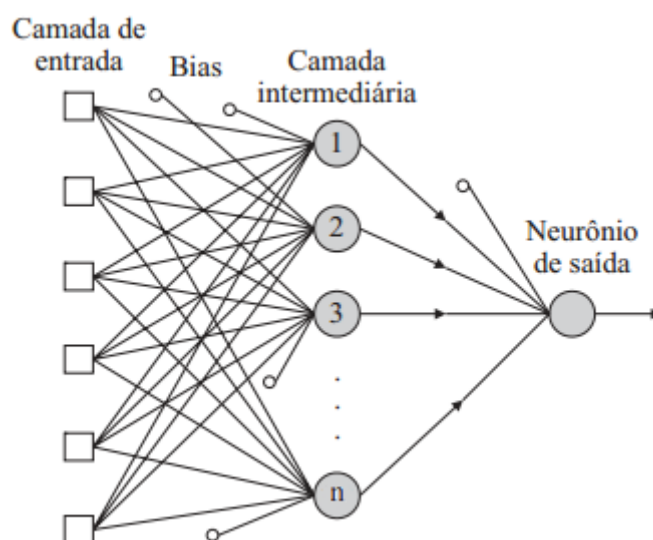 Camada de
entrada
Bias
Camada
intermediária
1
2
3
n
Neurônio
de saída